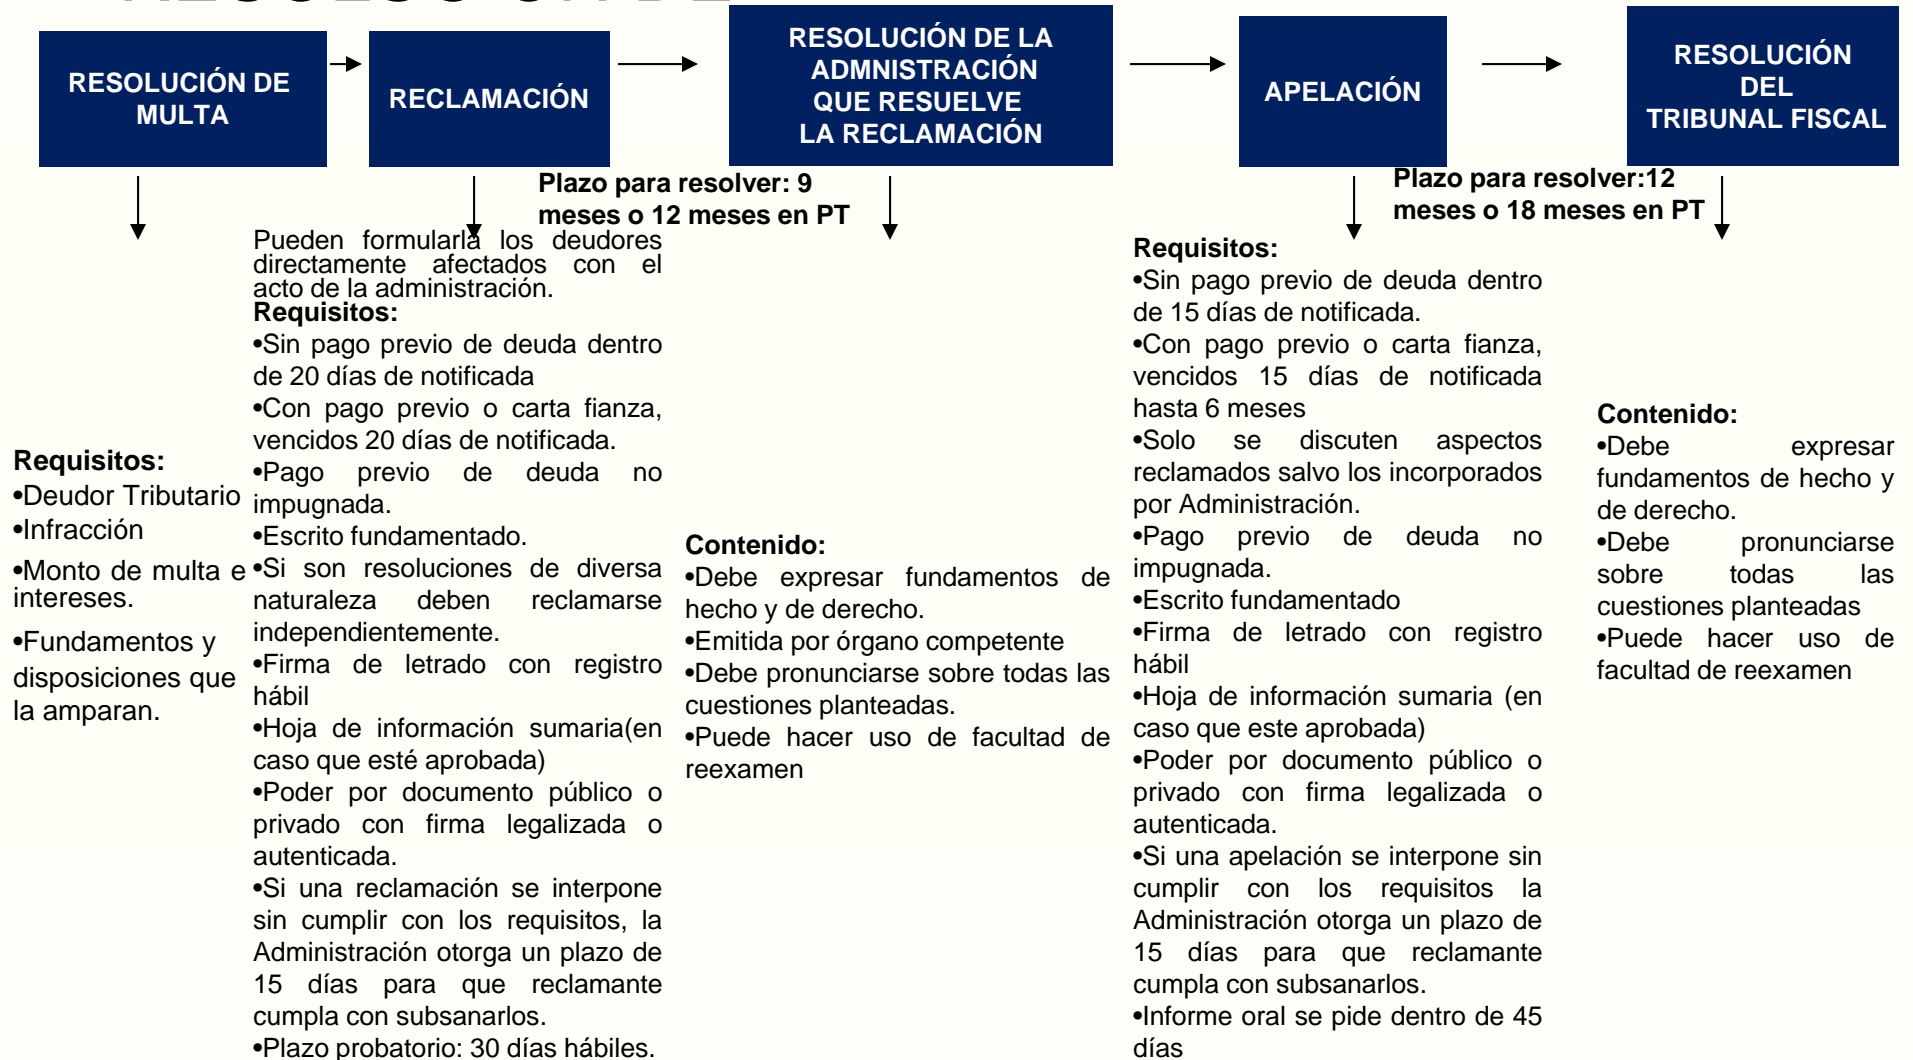 RESOLUCIÓN DE
MULTA
RECLAMACIÓN
RESOLUCIÓN DE LA
ADMNISTRACIÓN
QUE RESUELVE
LA RECLAMACIÓN
APELACIÓN
RESOLUCIÓN
DEL
TRIBUNAL FISCAL
Plazo para resolver: 9
meses o 12 meses en PT
Plazo para resolver:12
meses o 18 meses en PT
Requisitos:
•Deudor Tributario
•Infracción
•Monto de multa e
intereses.
•Fundamentos y
disposiciones que
la amparan.
Pueden formularla los deudores
directamente afectados con el
acto de la administración.
Requisitos:
•Sin pago previo de deuda dentro
de 20 días de notificada
•Con pago previo o carta fianza,
vencidos 20 días de notificada.
•Pago previo de deuda no
impugnada.
•Escrito fundamentado.
•Si son resoluciones de diversa
naturaleza deben reclamarse
independientemente.
•Firma de letrado con registro
hábil
•Hoja de información sumaria(en
caso que esté aprobada)
•Poder por documento público o
privado con firma legalizada o
autenticada.
•Si una reclamación se interpone
sin cumplir con los requisitos, la
Administración otorga un plazo de
15 días para que reclamante
cumpla con subsanarlos.
•Plazo probatorio: 30 días hábiles.
Contenido:
•Debe expresar fundamentos de
hecho y de derecho.
•Emitida por órgano competente
•Debe pronunciarse sobre todas las
cuestiones planteadas.
•Puede hacer uso de facultad de
reexamen
Requisitos:
•Sin pago previo de deuda dentro
de 15 días de notificada.
•Con pago previo o carta fianza,
vencidos 15 días de notificada
hasta 6 meses
•Solo se discuten aspectos
reclamados salvo los incorporados
por Administración.
•Pago previo de deuda no
impugnada.
•Escrito fundamentado
•Firma de letrado con registro
hábil
•Hoja de información sumaria (en
caso que este aprobada)
•Poder por documento público o
privado con firma legalizada o
autenticada.
•Si una apelación se interpone sin
cumplir con los requisitos la
Administración otorga un plazo de
15 días para que reclamante
cumpla con subsanarlos.
•Informe oral se pide dentro de 45
días
Contenido:
•Debe expresar
fundamentos de hecho y
de derecho.
•Debe pronunciarse
sobre todas las
cuestiones planteadas
•Puede hacer uso de
facultad de reexamen